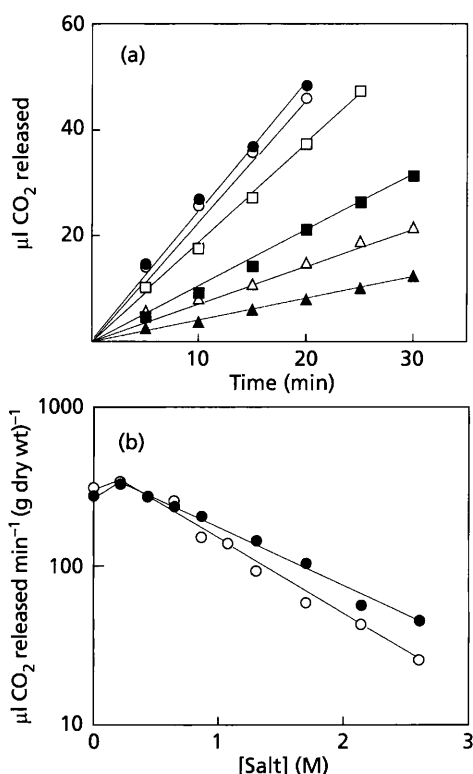 60
(a)
40
20
µl CO₂ released
10 20 30
Time (min)
1000
(b)
100
10
µl CO₂ released min⁻¹ (g dry wt)⁻¹
0 1 2 3
[Salt] (M)